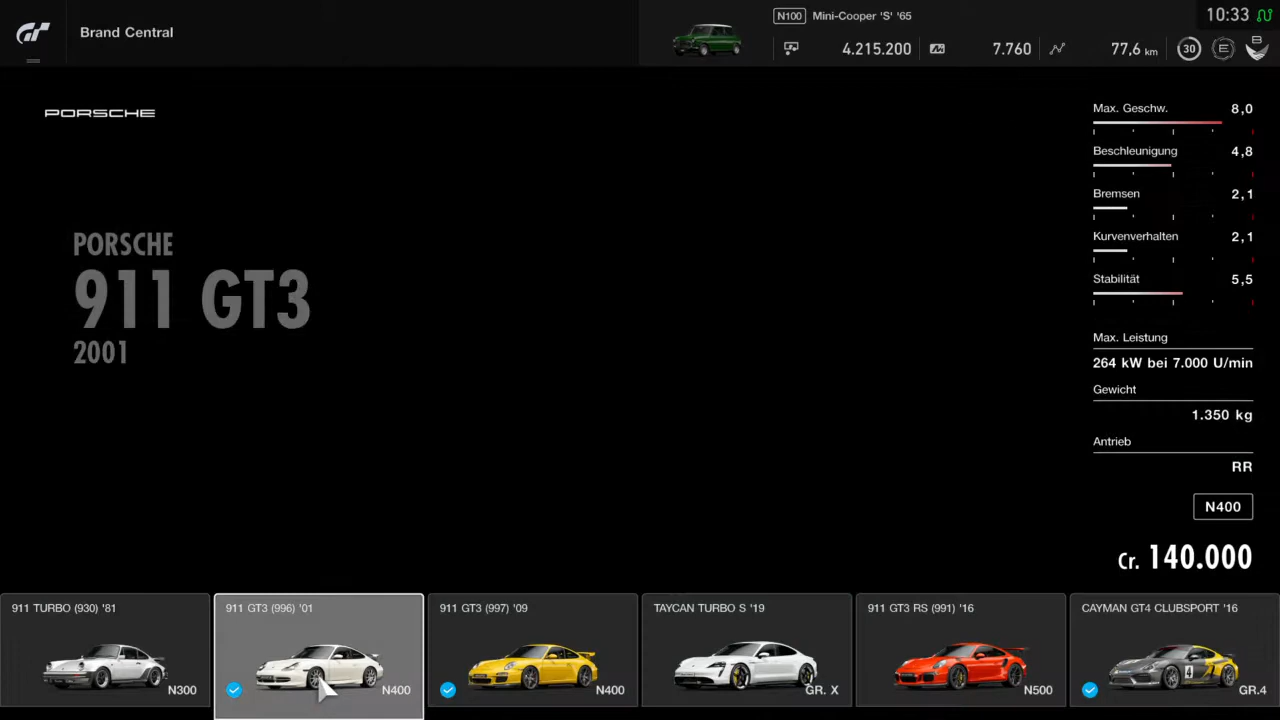 Brand Central
N100 Mini-Cooper 'S' '65
4.215.200 7.760 77,6 km 30 E B
10:33
PORSCHE
PORSCHE
911 GT3
2001
Max. Geschw. 8,0
Beschleunigung 4,8
Bremsen 2,1
Kurvenverhalten 2,1
Stabilität 5,5
Max. Leistung
264 kW bei 7.000 U/min
Gewicht
1.350 kg
Antrieb
RR
N400
Cr. 140.000
911 TURBO (930) '81
N300
911 GT3 (996) '01
N400
911 GT3 (997) '09
N400
TAYCAN TURBO S '19
GR. X
911 GT3 RS (991) '16
N500
CAYMAN GT4 CLUBSPORT '16
4
GR.4